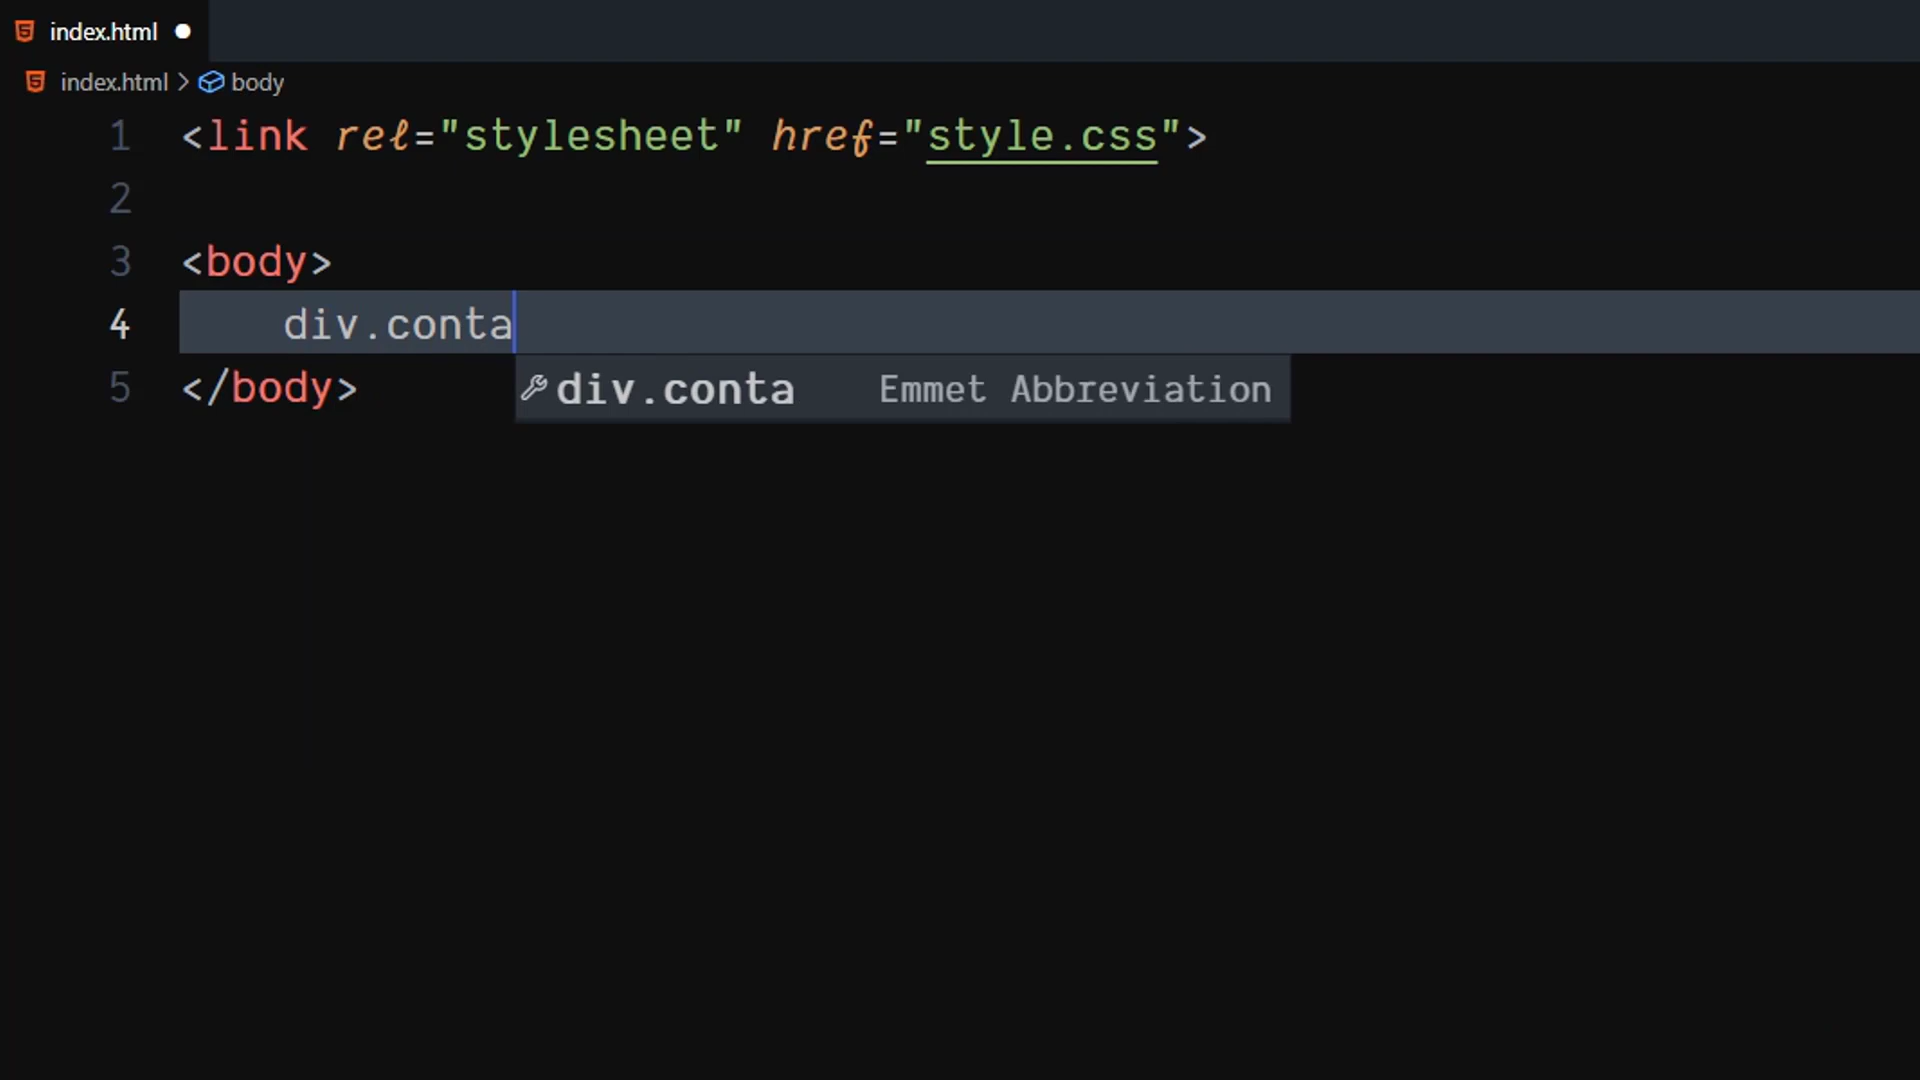 index.html
index.html > body
1 <link rel="stylesheet" href="style.css">
2
3 <body>
4     div.conta
5 </body>
div.conta Emmet Abbreviation